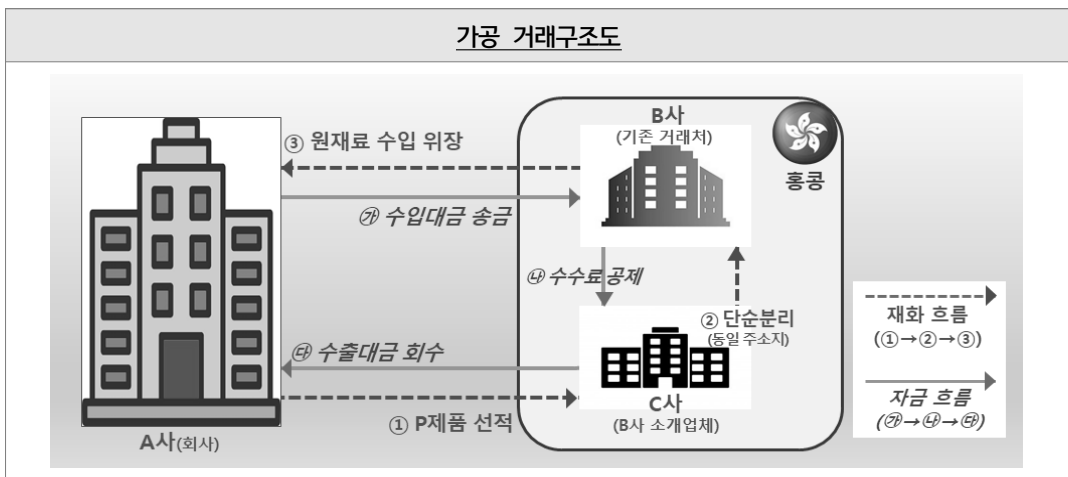 가공 거래구조도
B사
(기존 거래처)
홍콩
③ 원재료 수입 위장
㉮ 수입대금 송금
㉯ 수수료 공제
② 단순분리
(동일 주소지)
㉰ 수출대금 회수
① P제품 선적
C사
(B사 소개업체)
A사(회사)
재화 흐름
(①→②→③)
자금 흐름
(㉮→㉯→㉰)